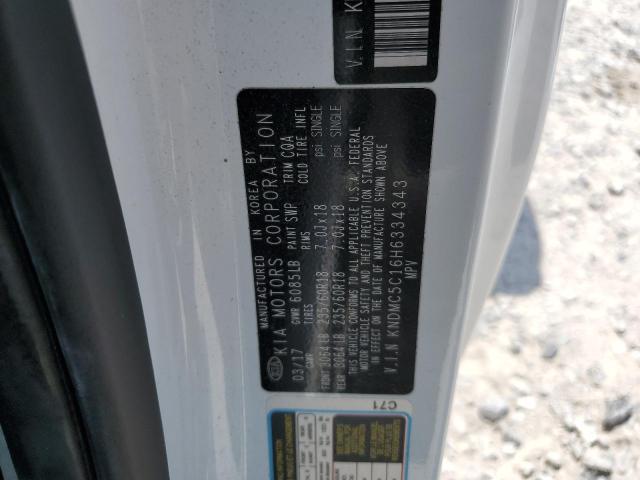 V.I.N K
MANUFACTURED IN KOREA BY
KIA MOTORS CORPORATION
03/17 GVWR 6085LB PAINT SWP TRIM CQA
GAWR TIRES RIMS COLD TIRE INFL
FRONT 3064LB 235/60R18 7.0Jx18 psi SINGLE
REAR 3064LB 235/60R18 7.0Jx18 psi SINGLE
THIS VEHICLE CONFORMS TO ALL APPLICABLE U.S.A. FEDERAL
MOTOR VEHICLE SAFETY AND THEFT PREVENTION STANDARDS
IN EFFECT ON THE DATE OF MANUFACTURE SHOWN ABOVE
V.I.N KNDMC5C16H6334343
MPV
C71